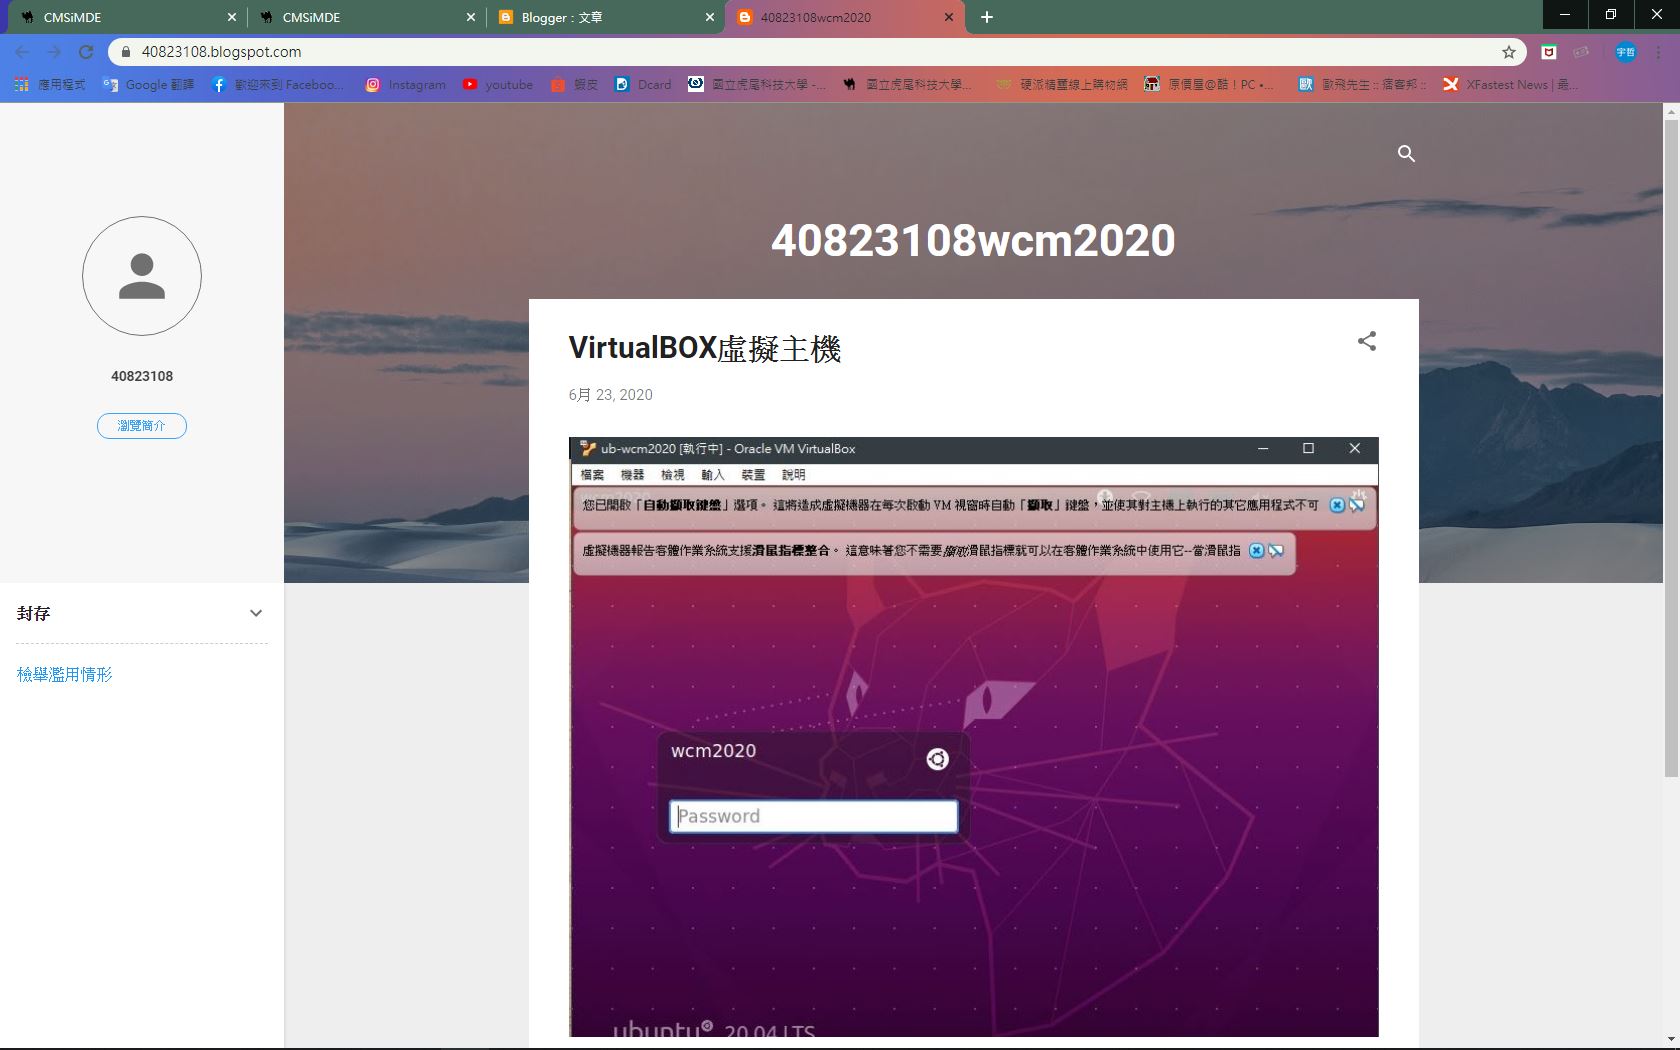 CMSiMDE
CMSiMDE
Blogger：文章
40823108wcm2020
40823108.blogspot.com
宇哲
應用程式
Google 翻譯
歡迎來到 Faceboo...
Instagram
youtube
蝦皮
Dcard
國立虎尾科技大學 -...
國立虎尾科技大學...
硬派精璽線上購物網
原價屋@酷！PC •...
歐飛先生 :: 痞客邦 ::
XFastest News | 最...
40823108wcm2020
40823108
瀏覽簡介
封存
檢舉濫用情形
VirtualBOX虛擬主機
6月 23, 2020
ub-wcm2020 [執行中] - Oracle VM VirtualBox
檔案 機器 檢視 輸入 裝置 說明
您已開啟「自動擷取鍵盤」選項。 這將造成虛擬機器在每次啟動 VM 視窗時自動「擷取」鍵盤，並使其對主機上執行的其它應用程式不可
虛擬機器報告客體作業系統支援滑鼠指標整合。 這意味著您不需要擷取滑鼠指標就可以在客體作業系統中使用它--當滑鼠指
wcm2020
Password
ubuntu 20.04 LTS